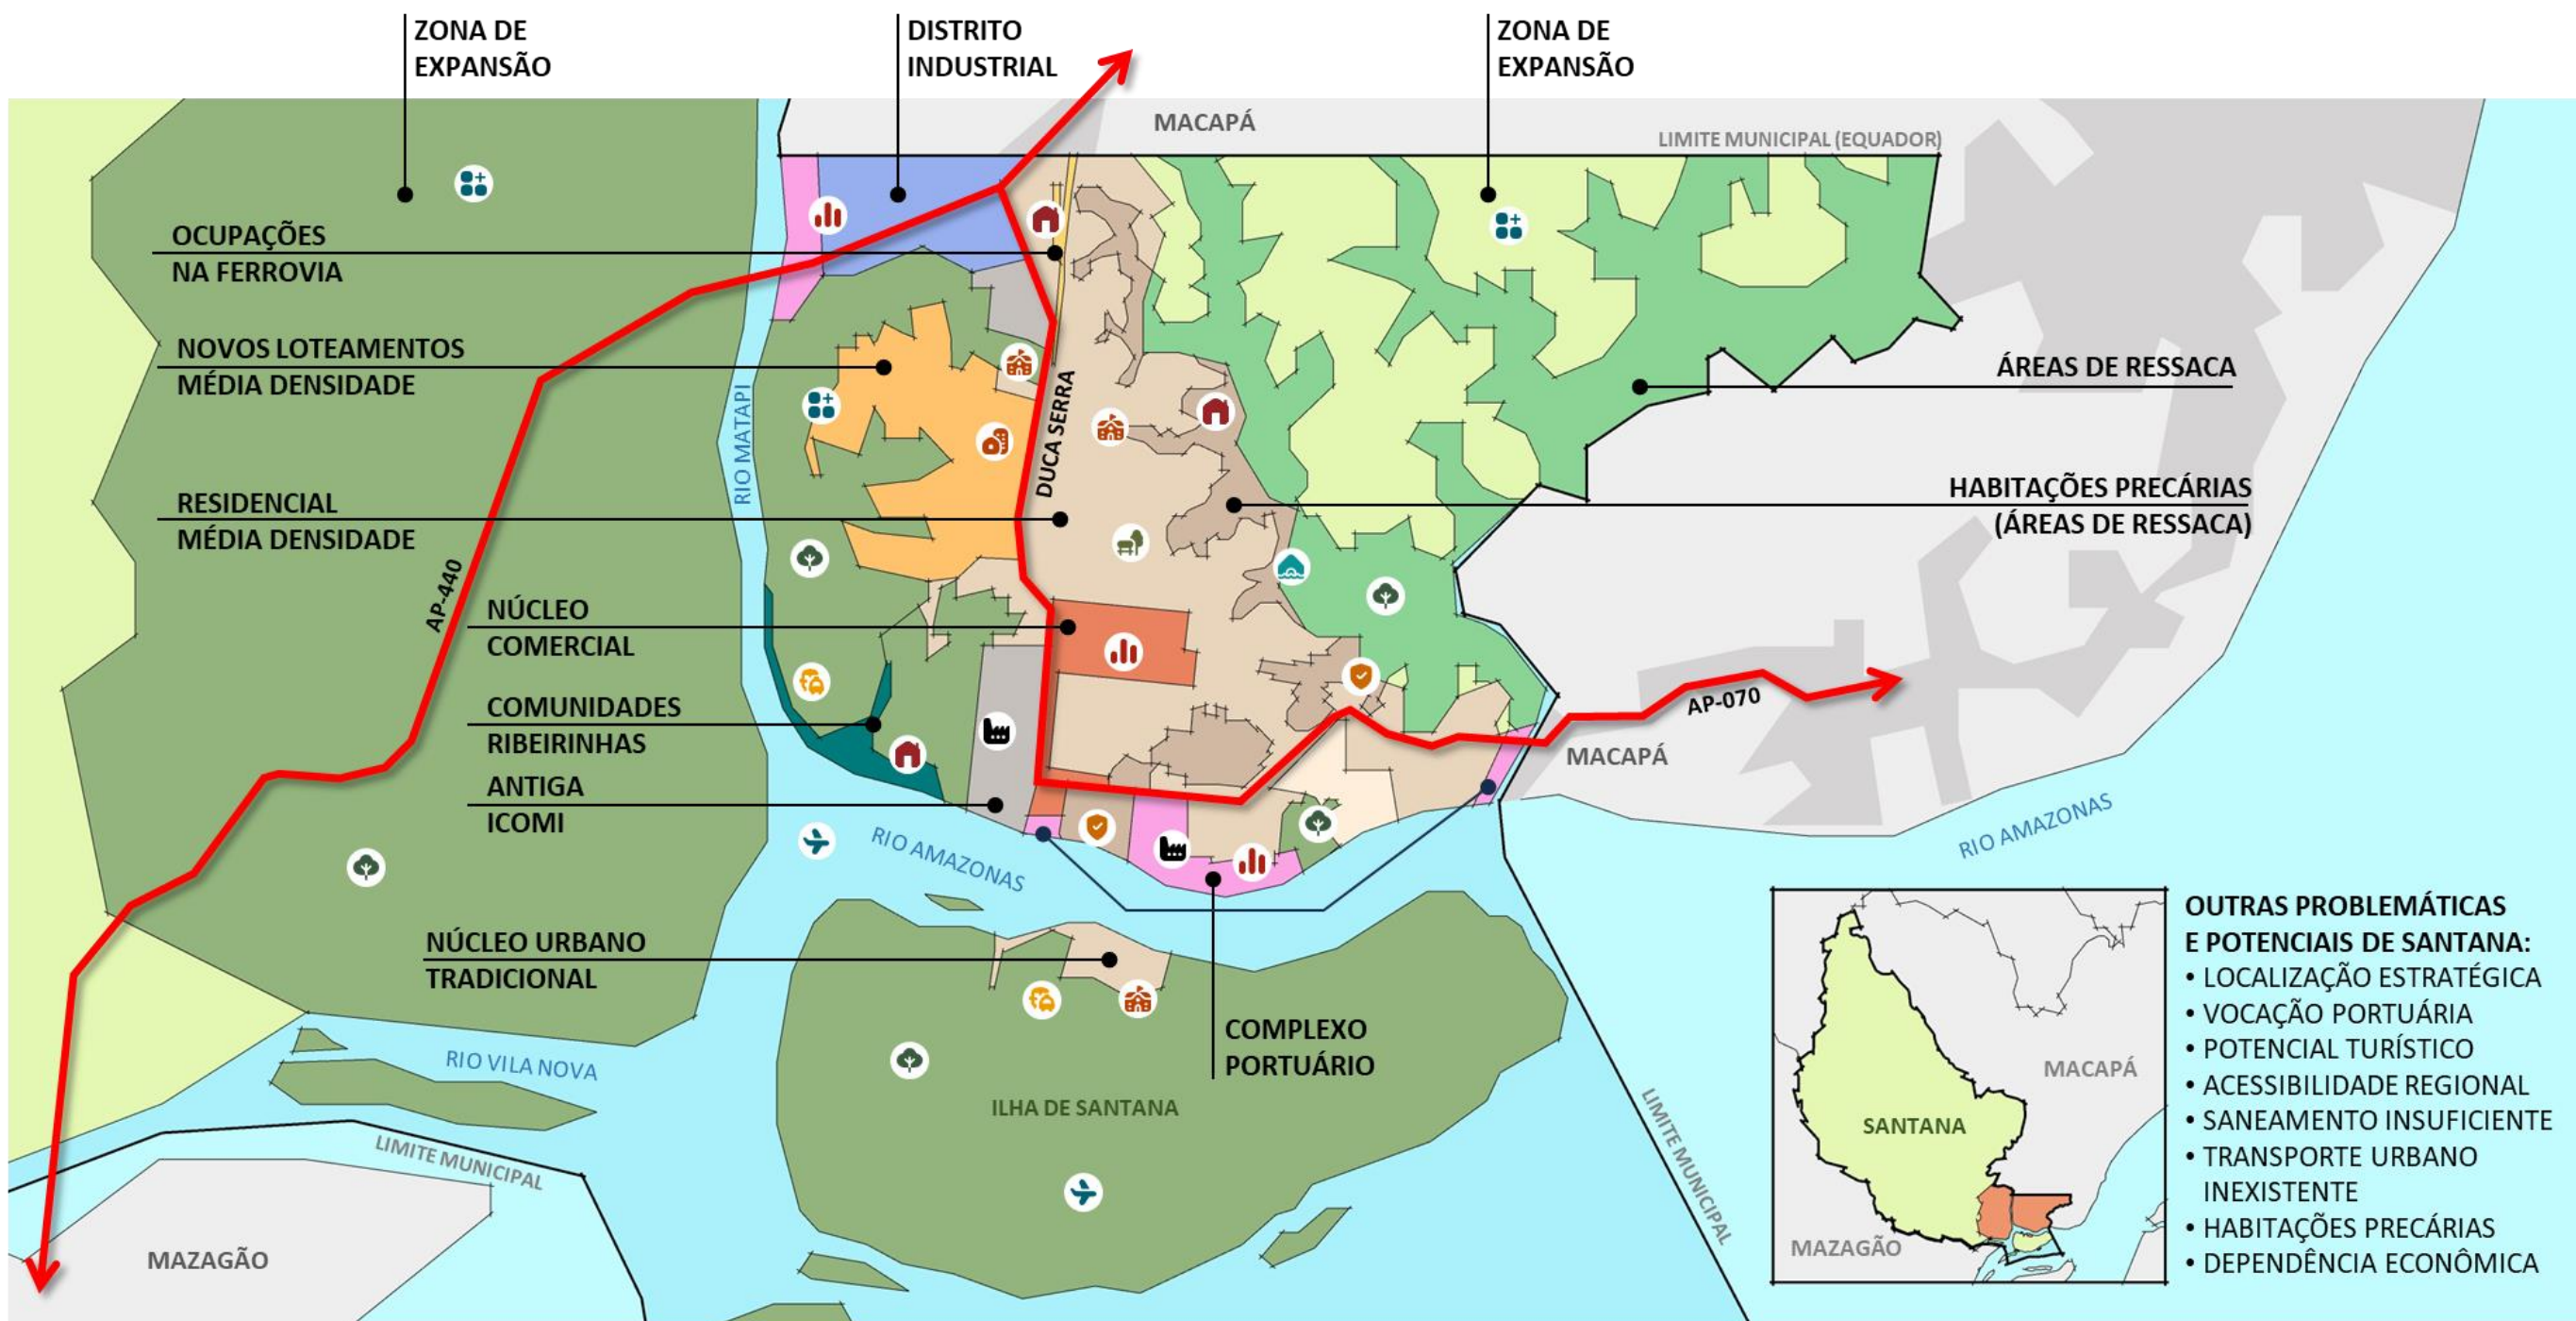 ZONA DE
EXPANSÃO
DISTRITO
INDUSTRIAL
ZONA DE
EXPANSÃO
MACAPÁ
LIMITE MUNICIPAL (EQUADOR)
OCUPAÇÕES
NA FERROVIA
NOVOS LOTEAMENTOS
MÉDIA DENSIDADE
ÁREAS DE RESSACA
RIO MATAPI
DUCA SERRA
RESIDENCIAL
MÉDIA DENSIDADE
HABITAÇÕES PRECÁRIAS
(ÁREAS DE RESSACA)
AP-440
NÚCLEO
COMERCIAL
COMUNIDADES
RIBEIRINHAS
AP-070
MACAPÁ
ANTIGA
ICOMI
RIO AMAZONAS
RIO AMAZONAS
NÚCLEO URBANO
TRADICIONAL
COMPLEXO
PORTUÁRIO
RIO VILA NOVA
ILHA DE SANTANA
LIMITE MUNICIPAL
LIMITE MUNICIPAL
MAZAGÃO
MACAPÁ
SANTANA
MAZAGÃO
OUTRAS PROBLEMÁTICAS
E POTENCIAIS DE SANTANA:
• LOCALIZAÇÃO ESTRATÉGICA
• VOCAÇÃO PORTUÁRIA
• POTENCIAL TURÍSTICO
• ACESSIBILIDADE REGIONAL
• SANEAMENTO INSUFICIENTE
• TRANSPORTE URBANO
INEXISTENTE
• HABITAÇÕES PRECÁRIAS
• DEPENDÊNCIA ECONÔMICA